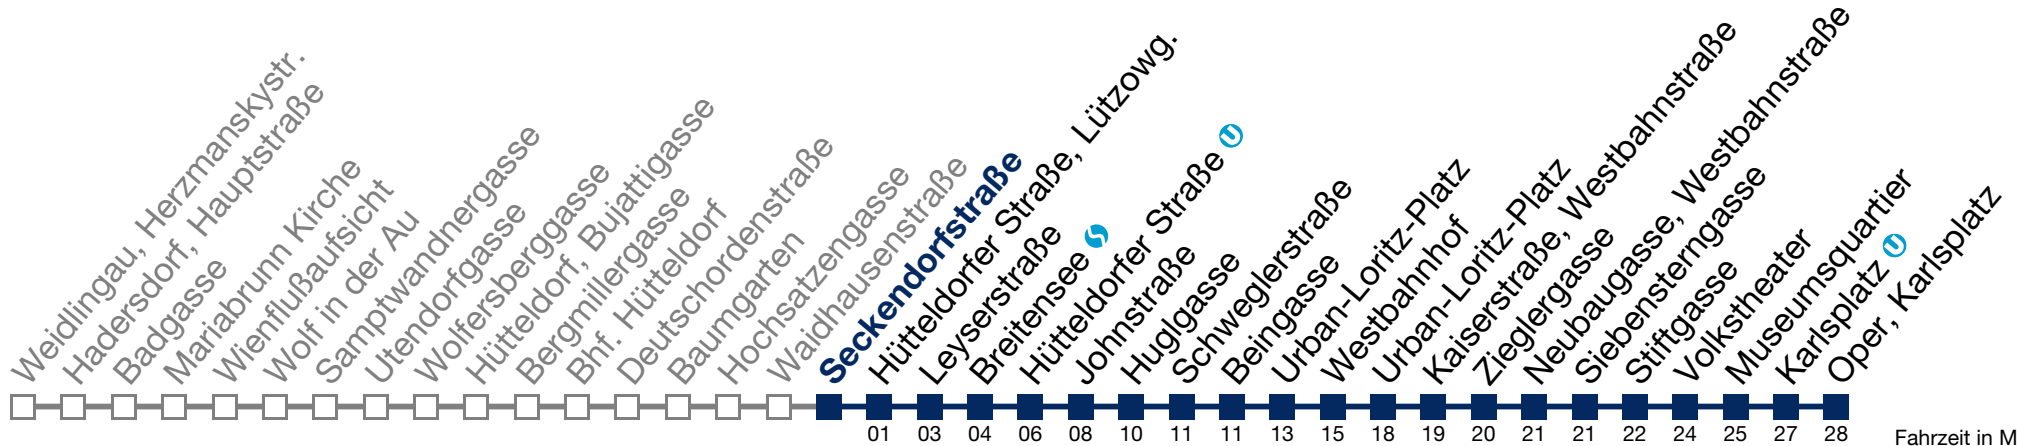 Weidlingau, Herzmanskystr.
Hadersdorf, Hauptstraße
Badgasse
Mariabrunn Kirche
Wienflußaufsicht
Wolf in der Au
Samptwandnergasse
Utendorfgasse
Wolfersberggasse
Hütteldorf, Bujattigasse
Bergmillergasse
Bhf. Hütteldorf
Deutschordenstraße
Baumgarten
Hochsatzengasse
Waidhausenstraße
Seckendorfstraße
Hütteldorfer Straße, Lützowg.
Leyserstraße
Breitensee
Hütteldorfer Straße U
Johnstraße
Huglgasse
Schweglerstraße
Beingasse
Urban-Loritz-Platz
Westbahnhof
Urban-Loritz-Platz
Kaiserstraße, Westbahnstraße
Zieglergasse
Neubaugasse, Westbahnstraße
Siebensterngasse
Stiftgasse
Volkstheater
Museumsquartier
Karlsplatz U
Oper, Karlsplatz
01 03 04 06 08 10 11 11 13 15 18 19 20 21 21 22 24 25 27 28 Fahrzeit in M